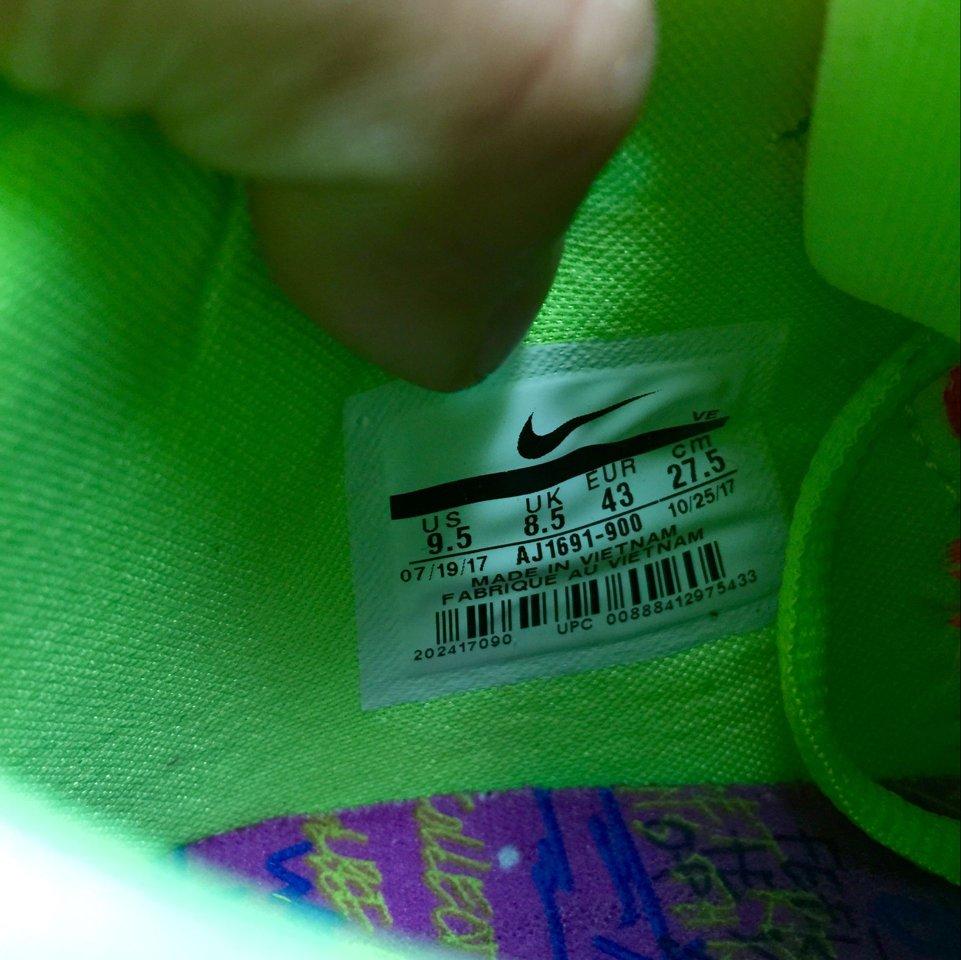 VE
US UK EUR cm
9.5 8.5 43 27.5
07/19/17 AJ1691-900 10/25/17
MADE IN VIETNAM
FABRIQUE AU VIETNAM
202417090 UPC 00888412975433